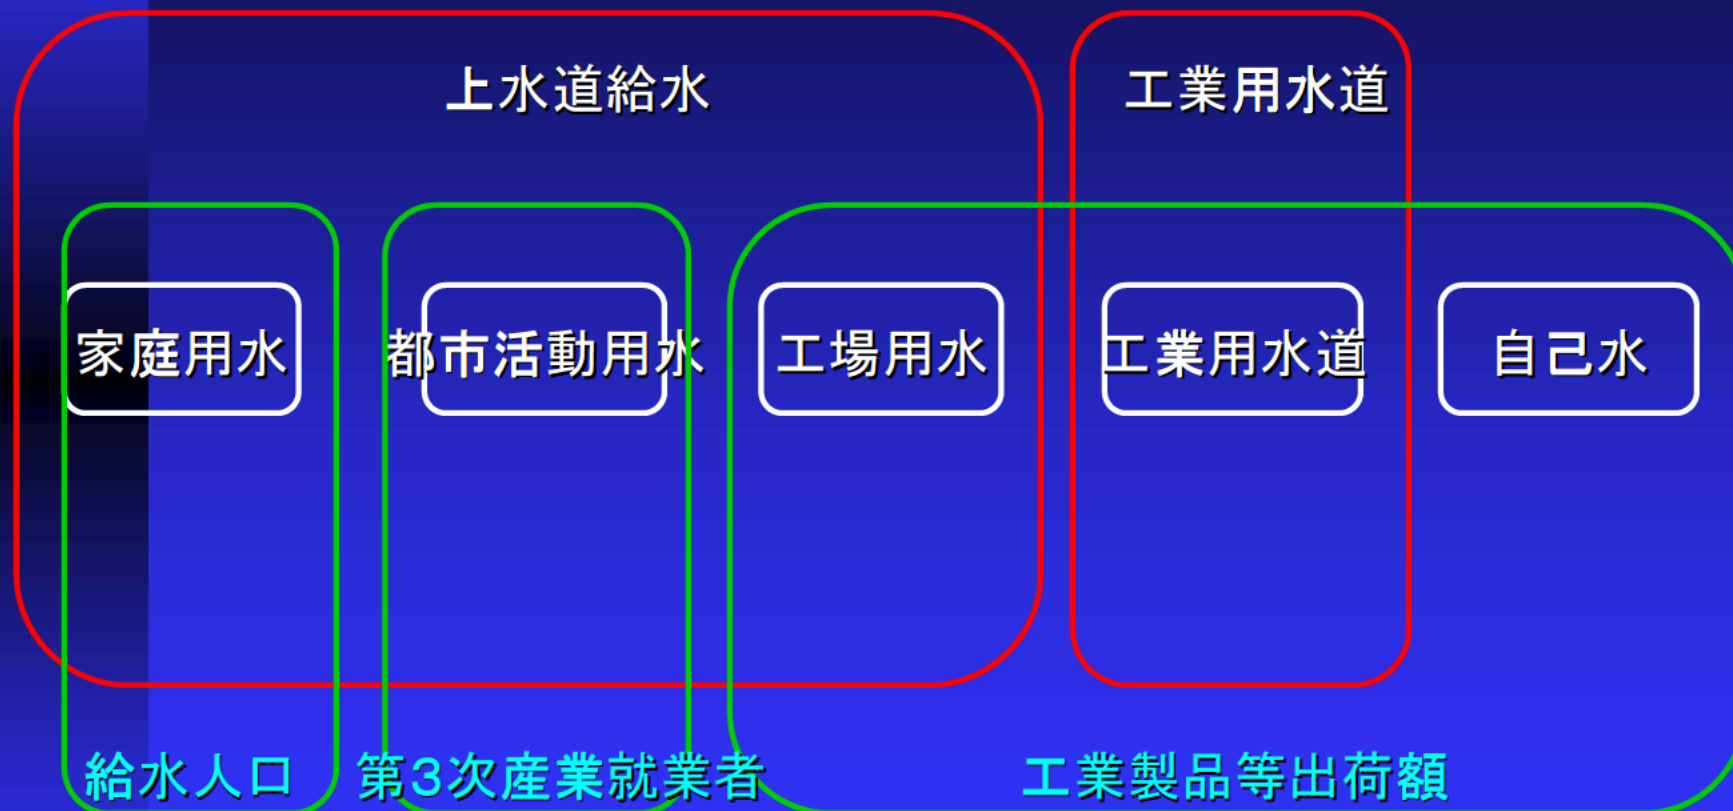 上水道給水
工業用水道
家庭用水
都市活動用水
工場用水
工業用水道
自己水
給水人口
第3次産業就業者
工業製品等出荷額